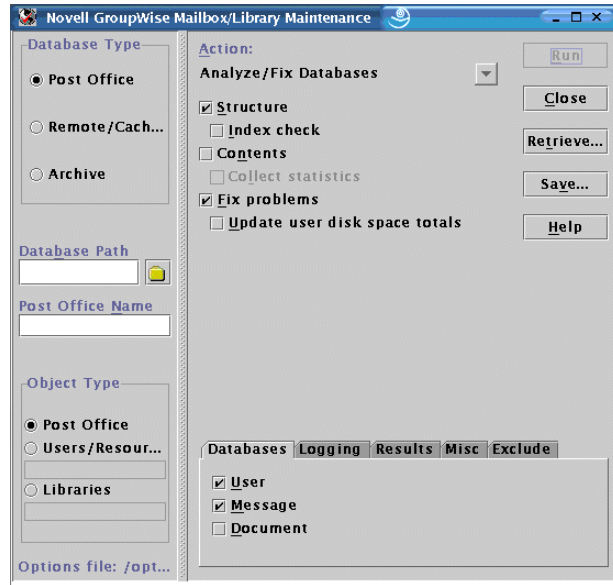 Novell GroupWise Mailbox/Library Maintenance
Database Type
Post Office
Remote/Cach...
Archive
Database Path
Post Office Name
Object Type
Post Office
Users/Resour...
Libraries
Options file: /opt...
Action:
Analyze/Fix Databases
Structure
Index check
Contents
Collect statistics
Fix problems
Update user disk space totals
Run
Close
Retrieve...
Save...
Help
Databases Logging Results Misc Exclude
User
Message
Document